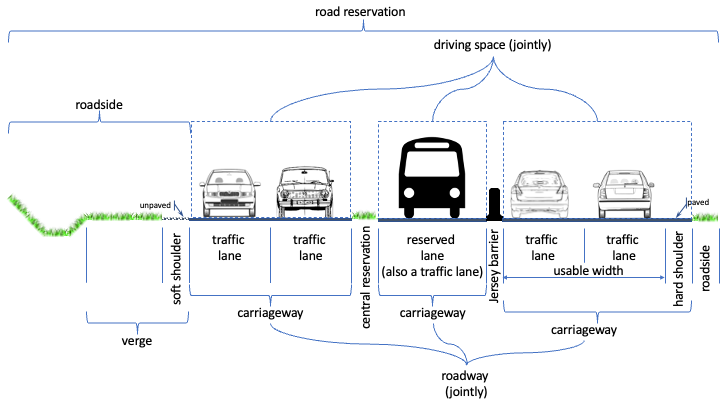 road reservation
driving space (jointly)
roadside
unpaved
paved
soft shoulder
traffic
lane
traffic
lane
central reservation
reserved
lane
(also a traffic lane)
Jersey barrier
traffic
lane
traffic
lane
usable width
hard shoulder
roadside
carriageway
carriageway
carriageway
verge
roadway
(jointly)